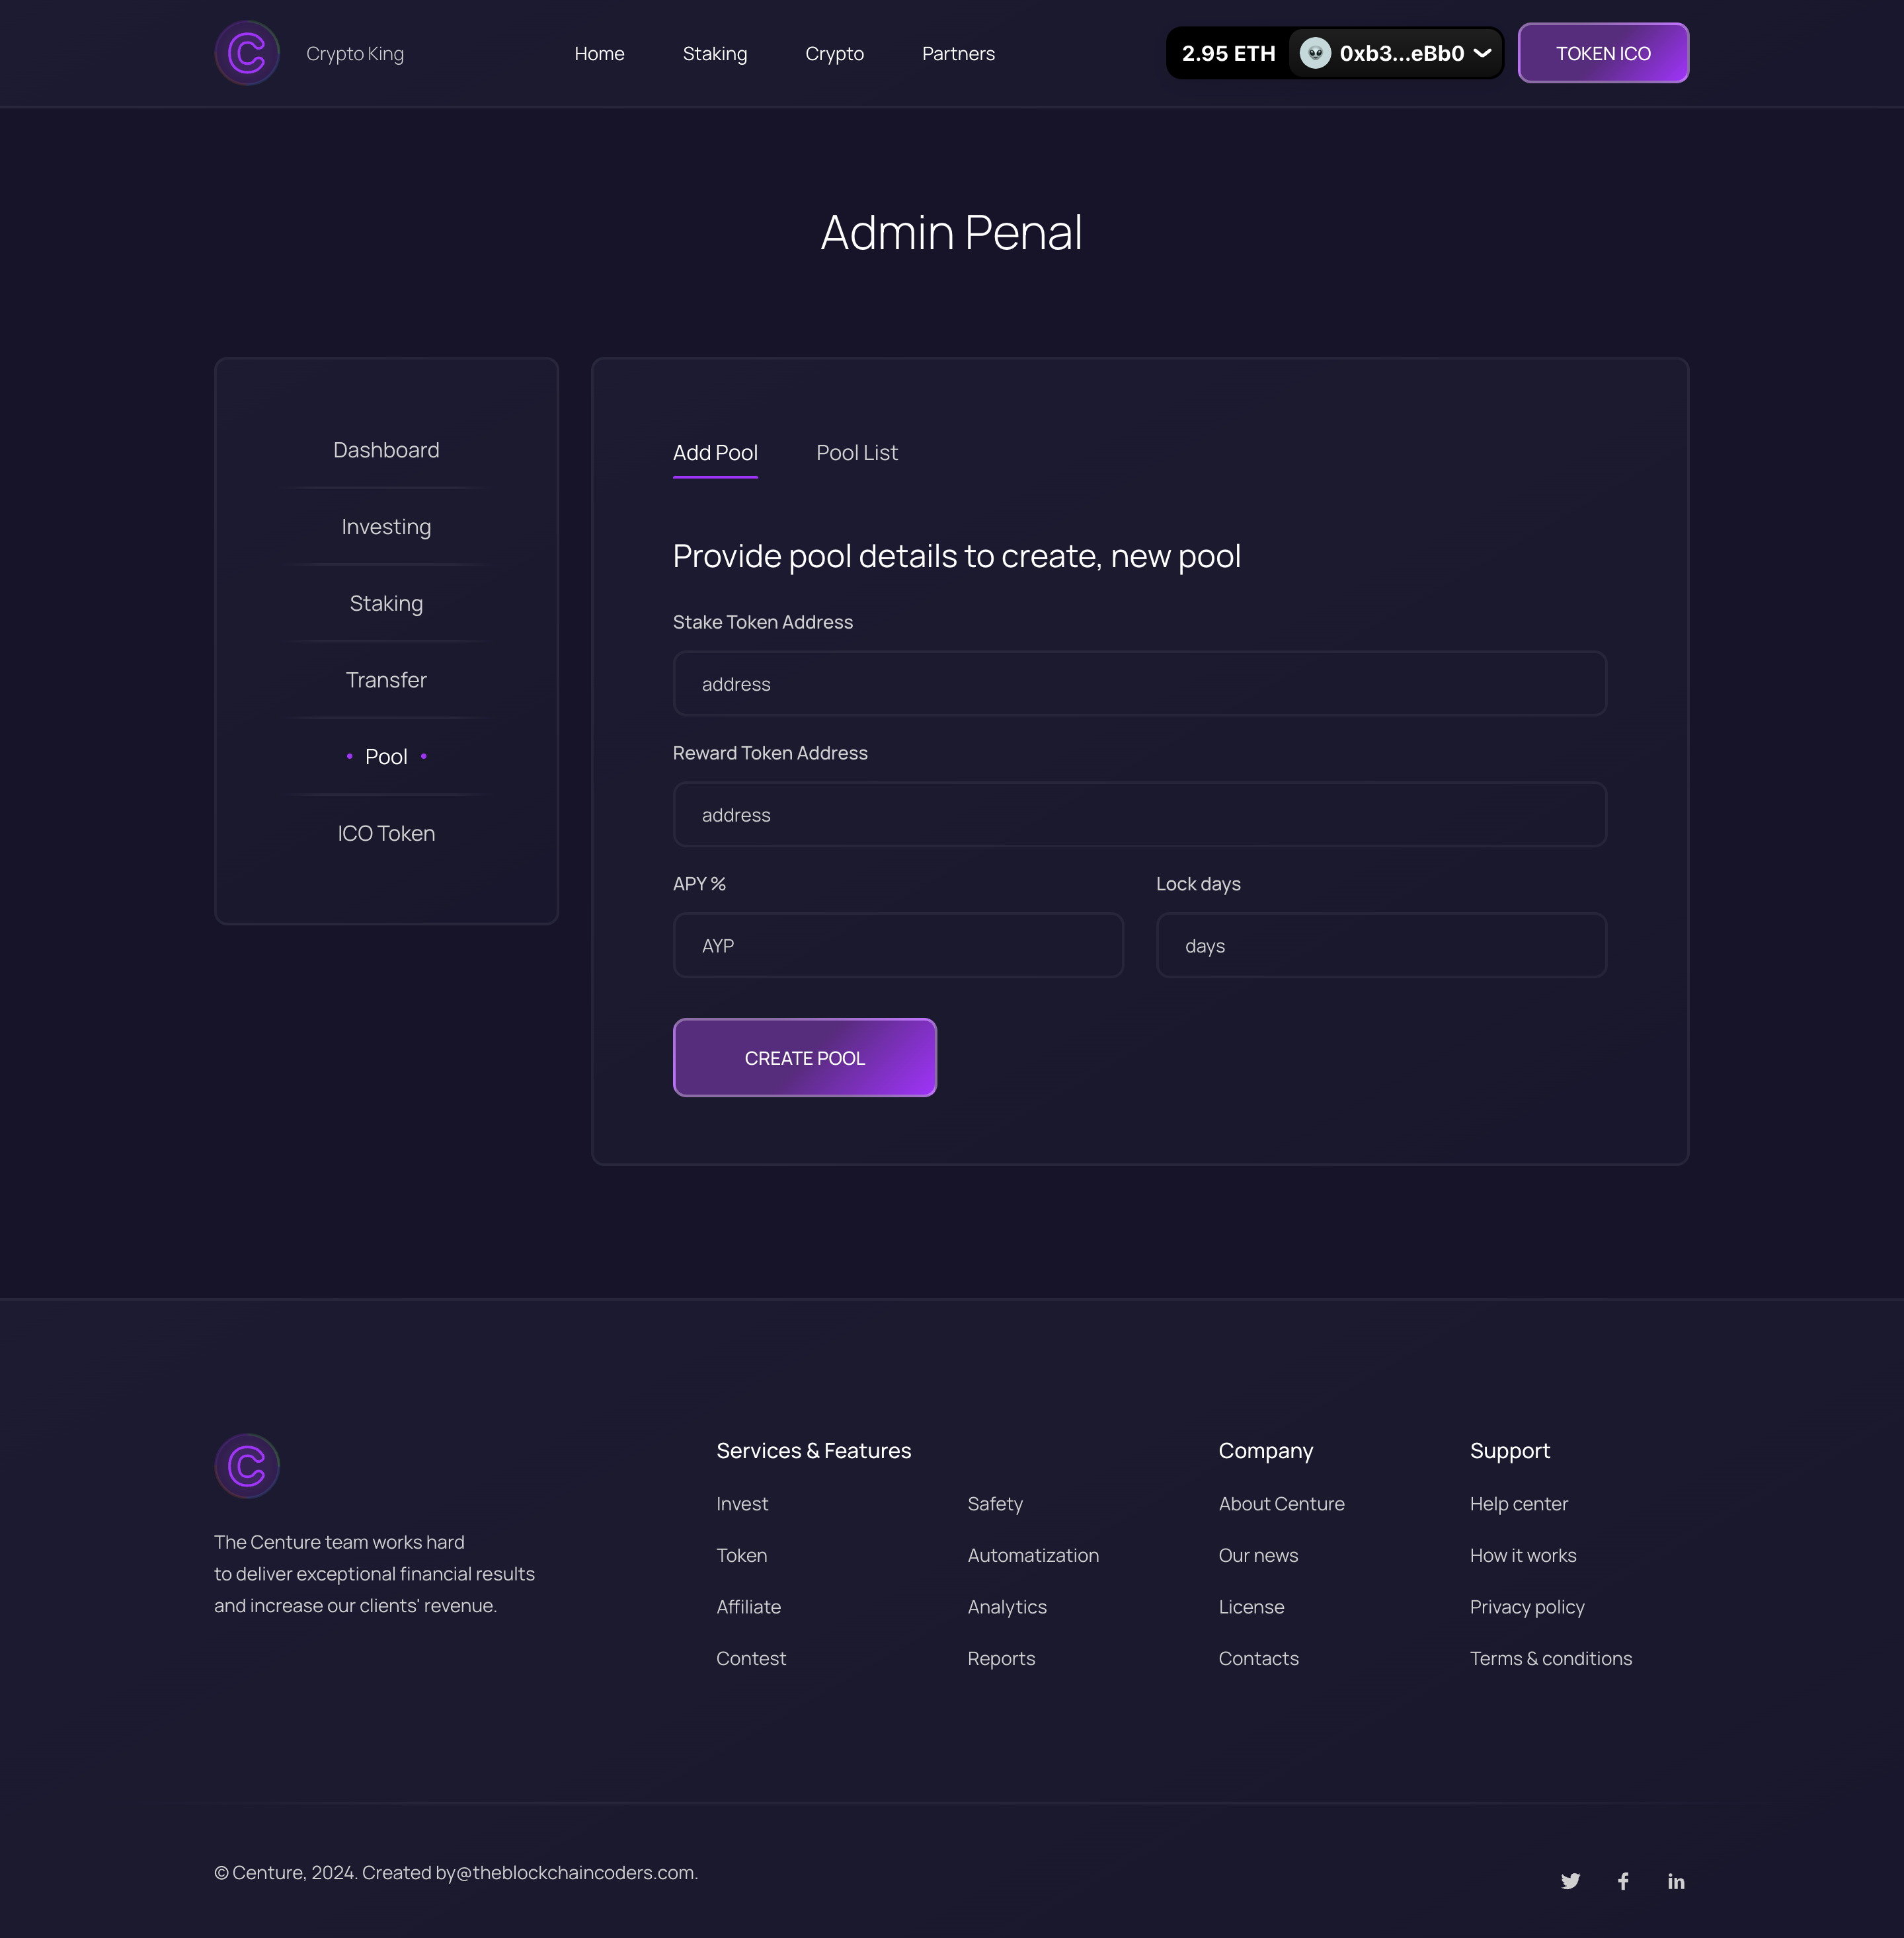 Crypto King
Home
Staking
Crypto
Partners
2.95 ETH
0xb3...eBb0
TOKEN ICO
Admin Penal
Dashboard
Investing
Staking
Transfer
Pool
ICO Token
Add Pool
Pool List
Provide pool details to create, new pool
Stake Token Address
address
Reward Token Address
address
APY %
Lock days
AYP
days
CREATE POOL
The Centure team works hard
to deliver exceptional financial results
and increase our clients' revenue.
Services & Features
Invest
Token
Affiliate
Contest
Safety
Automatization
Analytics
Reports
Company
About Centure
Our news
License
Contacts
Support
Help center
How it works
Privacy policy
Terms & conditions
© Centure, 2024. Created by@theblockchaincoders.com.